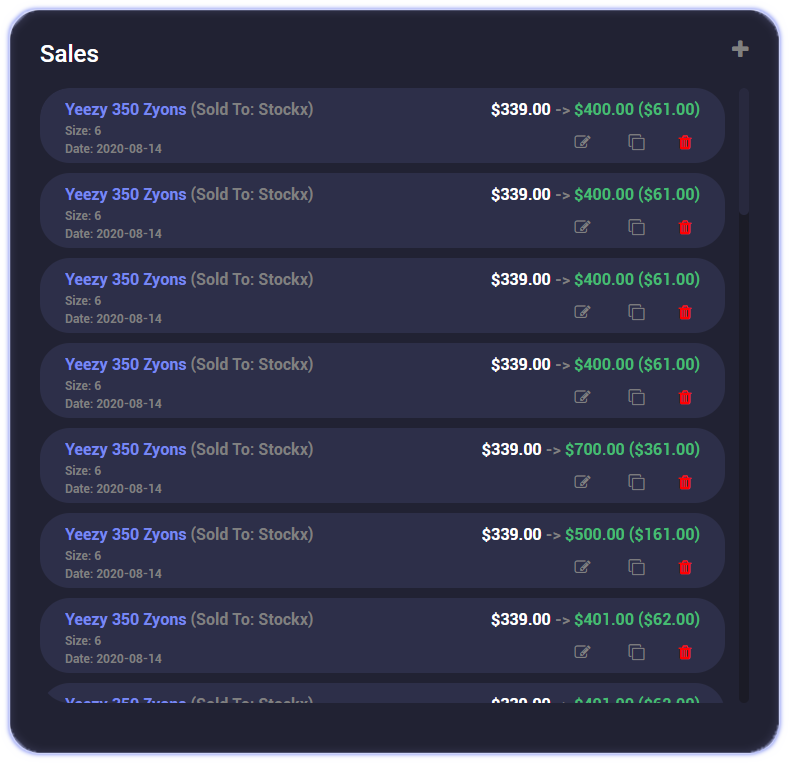 Sales
Yeezy 350 Zyons (Sold To: Stockx) $339.00 -> $400.00 ($61.00)
Size: 6
Date: 2020-08-14
Yeezy 350 Zyons (Sold To: Stockx) $339.00 -> $400.00 ($61.00)
Size: 6
Date: 2020-08-14
Yeezy 350 Zyons (Sold To: Stockx) $339.00 -> $400.00 ($61.00)
Size: 6
Date: 2020-08-14
Yeezy 350 Zyons (Sold To: Stockx) $339.00 -> $400.00 ($61.00)
Size: 6
Date: 2020-08-14
Yeezy 350 Zyons (Sold To: Stockx) $339.00 -> $700.00 ($361.00)
Size: 6
Date: 2020-08-14
Yeezy 350 Zyons (Sold To: Stockx) $339.00 -> $500.00 ($161.00)
Size: 6
Date: 2020-08-14
Yeezy 350 Zyons (Sold To: Stockx) $339.00 -> $401.00 ($62.00)
Size: 6
Date: 2020-08-14
Yeezy 350 Zyons (Sold To: Stockx) $339.00 -> $401.00 ($62.00)